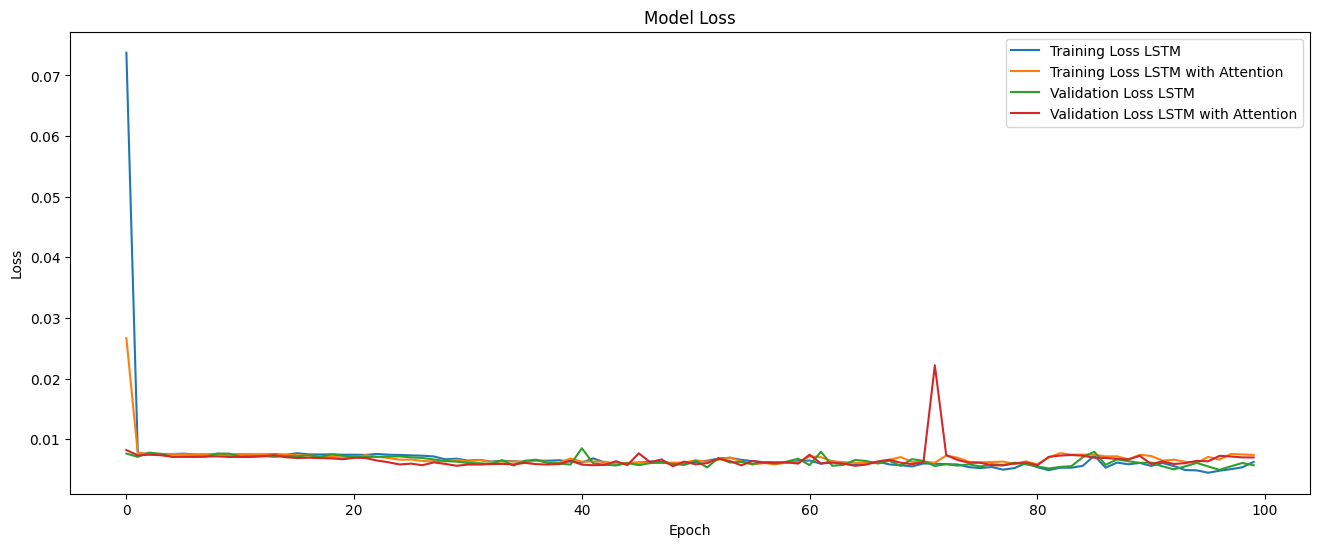 Model Loss
Training Loss LSTM
Training Loss LSTM with Attention
Validation Loss LSTM
Validation Loss LSTM with Attention
0.07
0.06
0.05
0.04
0.03
0.02
0.01
Loss
0 20 40 60 80 100
Epoch